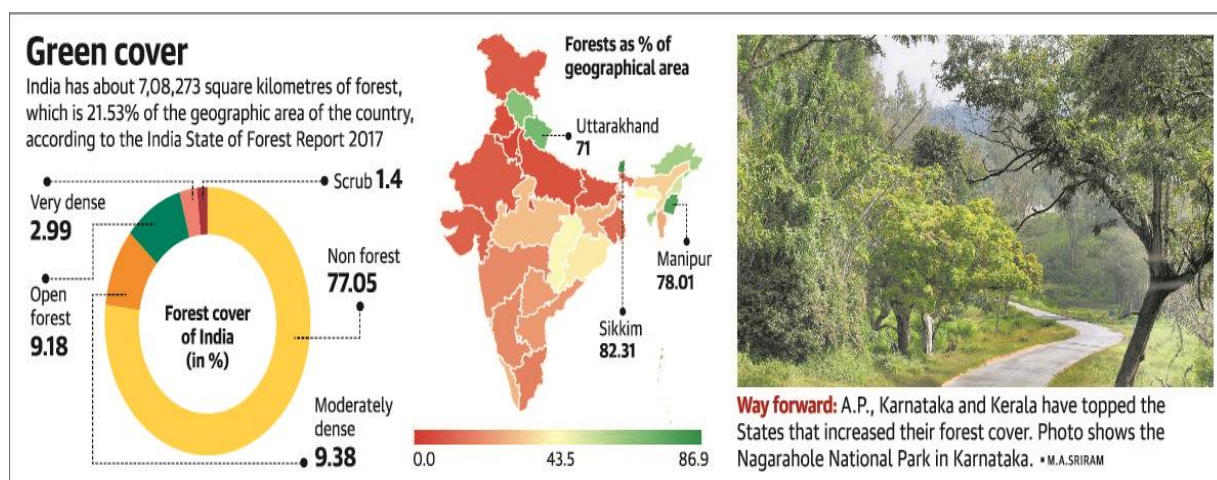 Green cover
India has about 7,08,273 square kilometres of forest,
which is 21.53% of the geographic area of the country,
according to the India State of Forest Report 2017
Very dense
2.99
Scrub 1.4
Open
forest
9.18
Non forest
77.05
Forest cover
of India
(in %)
Moderately
dense
9.38
Forests as % of
geographical area
Uttarakhand
71
Manipur
78.01
Sikkim
82.31
0.0
43.5
86.9
Way forward: A.P., Karnataka and Kerala have topped the
States that increased their forest cover. Photo shows the
Nagarahole National Park in Karnataka. ▪ M.A.SRIRAM